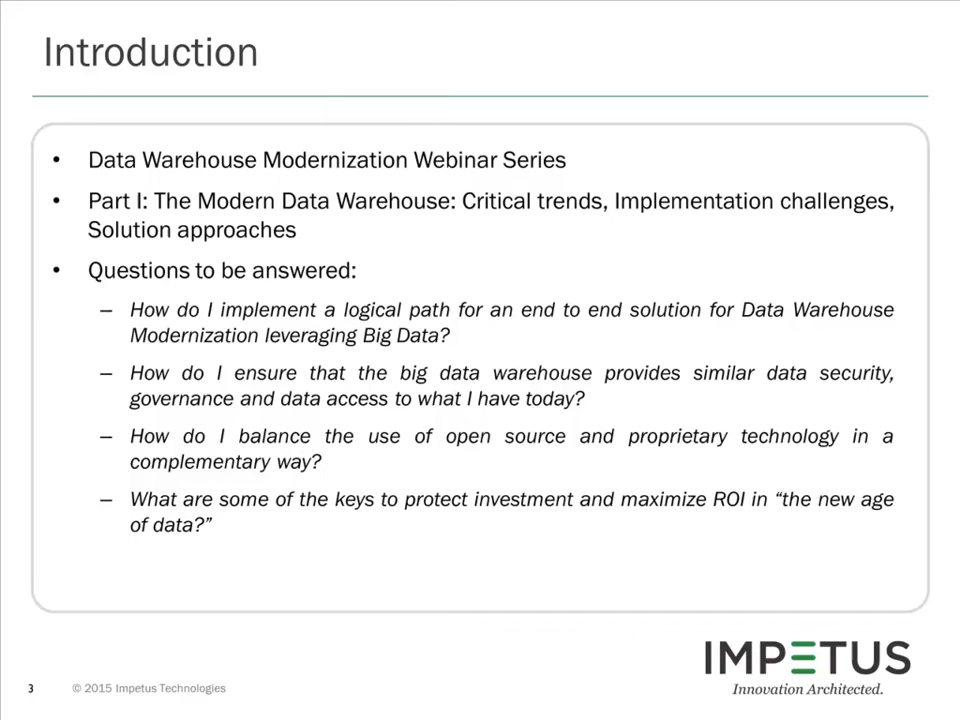 Introduction
• Data Warehouse Modernization Webinar Series
• Part I: The Modern Data Warehouse: Critical trends, Implementation challenges,
Solution approaches
• Questions to be answered:
– How do I implement a logical path for an end to end solution for Data Warehouse
Modernization leveraging Big Data?
– How do I ensure that the big data warehouse provides similar data security,
governance and data access to what I have today?
– How do I balance the use of open source and proprietary technology in a
complementary way?
– What are some of the keys to protect investment and maximize ROI in “the new age
of data?”
IMPETUS
Innovation Architected.
3 © 2015 Impetus Technologies